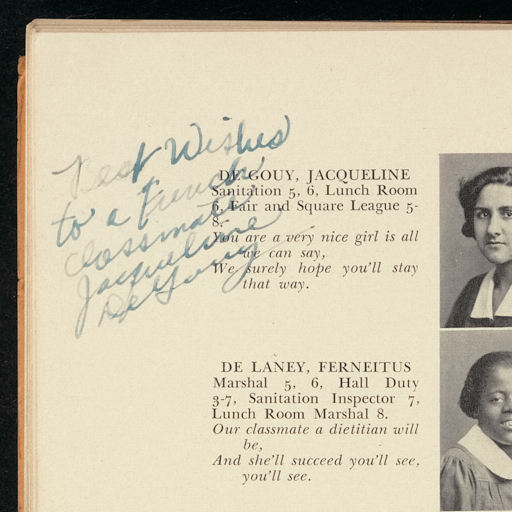 Best Wishes
to a friendly
classmate
Jacqueline
DeGouy
DE GOUY, JACQUELINE
Sanitation 5, 6, Lunch Room
6, Fair and Square League 5-
8.
You are a very nice girl is all
we can say,
We surely hope you'll stay
that way.
DE LANEY, FERNEITUS
Marshal 5, 6, Hall Duty
3-7, Sanitation Inspector 7,
Lunch Room Marshal 8.
Our classmate a dietitian will
be,
And she'll succeed you'll see,
you'll see.